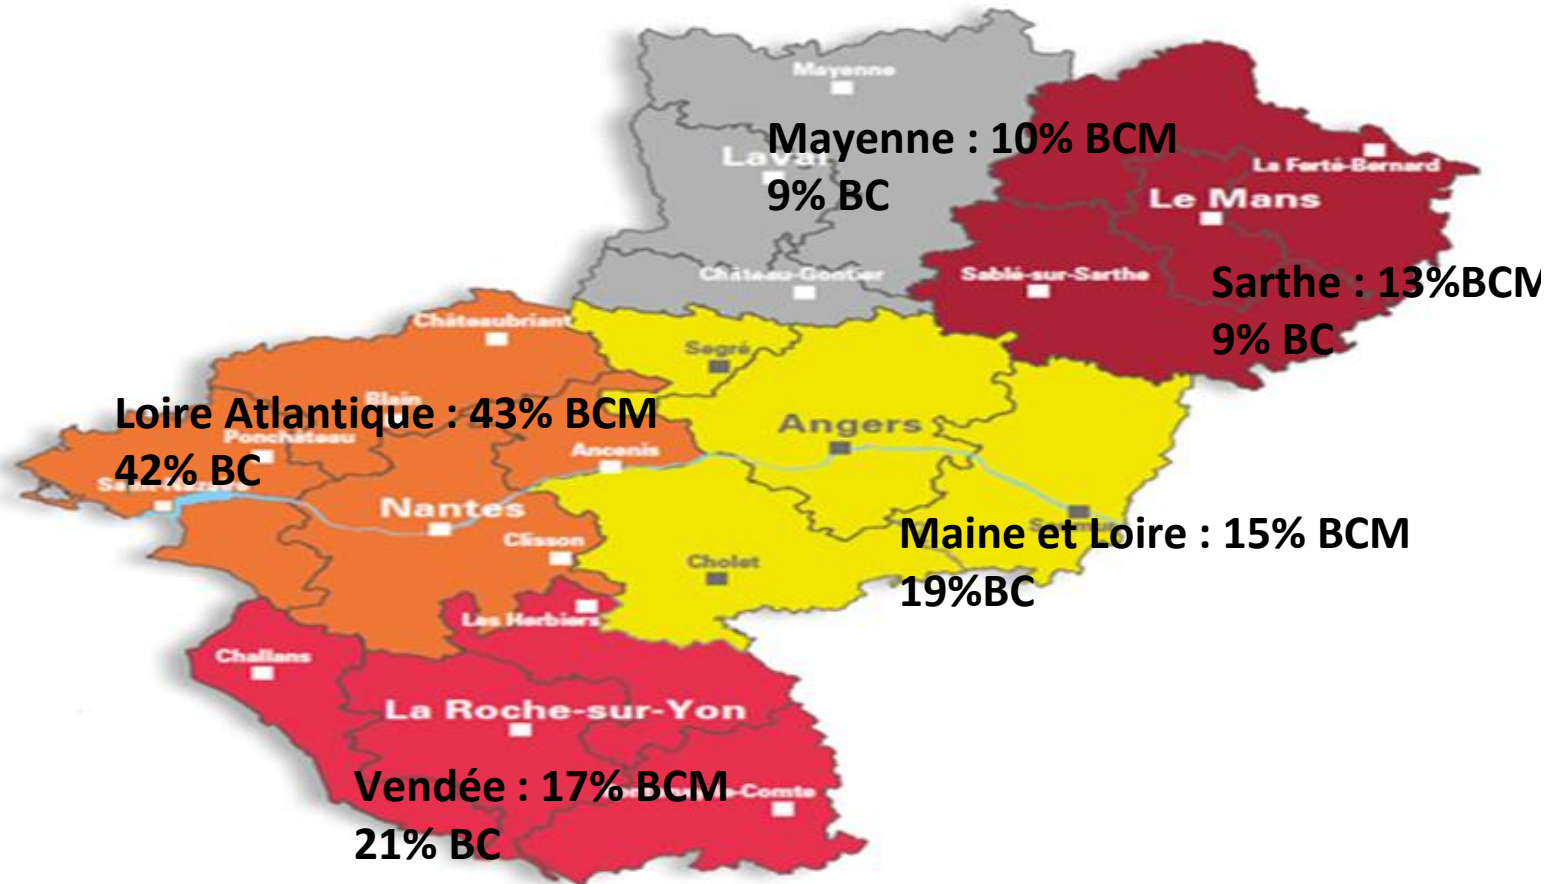 Mayenne
Mayenne : 10% BCM
Laval
9% BC
La Ferté-Bernard
Le Mans
Château-Gontier
Sablé-sur-Sarthe
Sarthe : 13%BCM
9% BC
Châteaubriant
Segré
Blain
Loire Atlantique : 43% BCM
Ponchâteau
42% BC
Angers
Ancenis
Nantes
Clisson
Maine et Loire : 15% BCM
19%BC
Cholet
Les Herbiers
Challans
La Roche-sur-Yon
Vendée : 17% BCM
21% BC